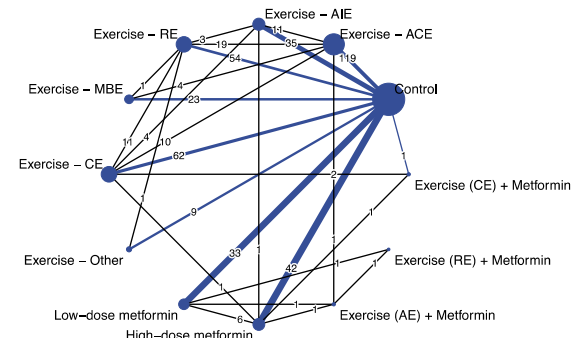 Exercise – AIE
Exercise – RE
Exercise – ACE
3
11
19
35
54
119
Exercise – MBE
1
4
23
Control
11
4
10
62
Exercise – CE
2
1
Exercise (CE) + Metformin
1
9
1
Exercise – Other
33
1
1
1
Exercise (RE) + Metformin
42
1
1
Low–dose metformin
6
1
1
Exercise (AE) + Metformin
High–dose metformin